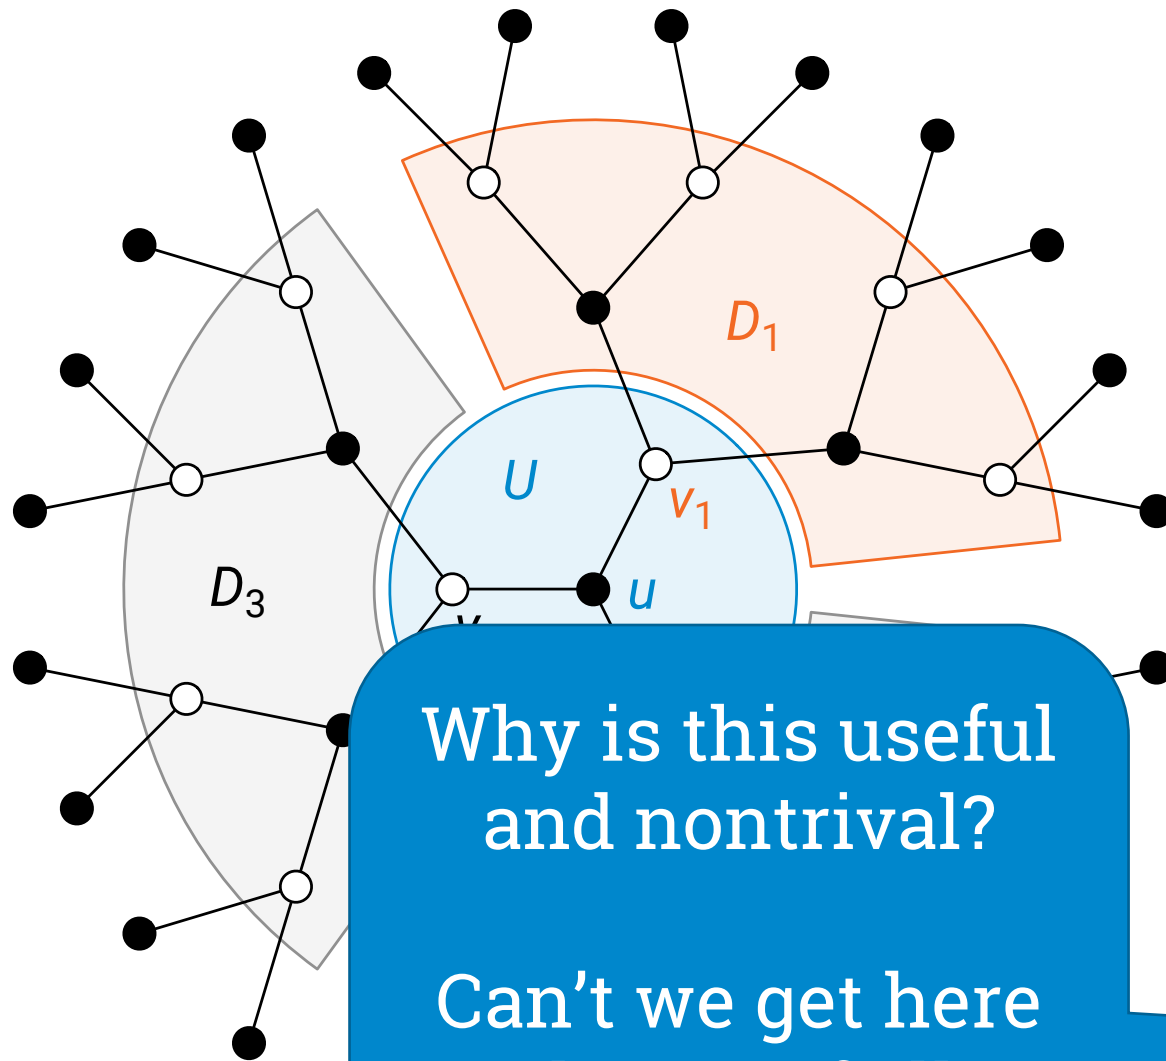 D1
U
v1
D3
u
Why is this useful
and nontrival?
Can't we get here